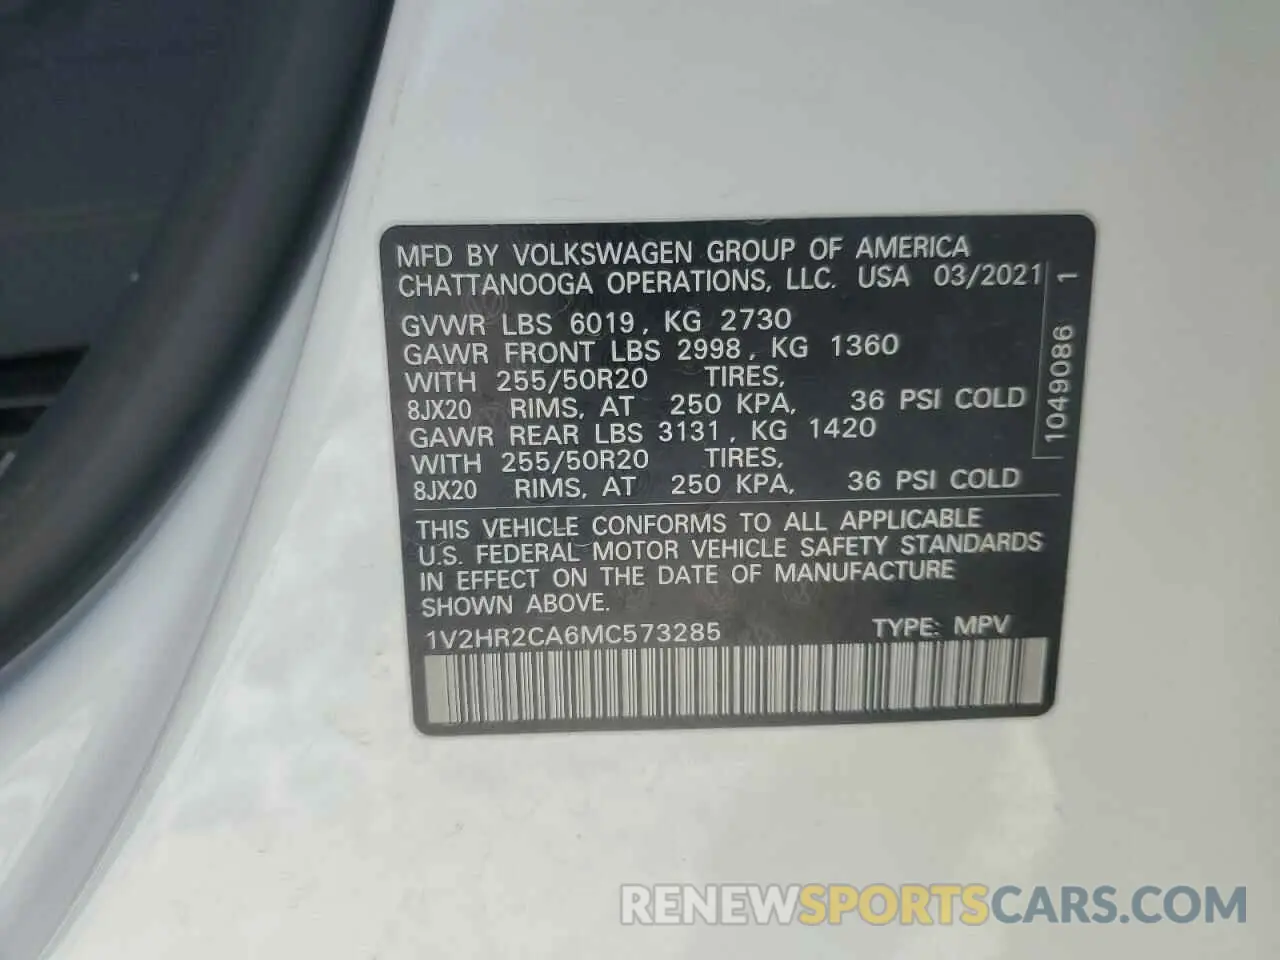 MFD BY VOLKSWAGEN GROUP OF AMERICA
CHATTANOOGA OPERATIONS, LLC. USA 03/2021
GVWR LBS 6019, KG 2730
GAWR FRONT LBS 2998, KG 1360
WITH 255/50R20 TIRES,
8JX20 RIMS, AT 250 KPA, 36 PSI COLD
GAWR REAR LBS 3131, KG 1420
WITH 255/50R20 TIRES,
8JX20 RIMS, AT 250 KPA, 36 PSI COLD
1049086 1
THIS VEHICLE CONFORMS TO ALL APPLICABLE
U.S. FEDERAL MOTOR VEHICLE SAFETY STANDARDS
IN EFFECT ON THE DATE OF MANUFACTURE
SHOWN ABOVE.
1V2HR2CA6MC573285 TYPE: MPV
RENEWSPORTSCARS.COM